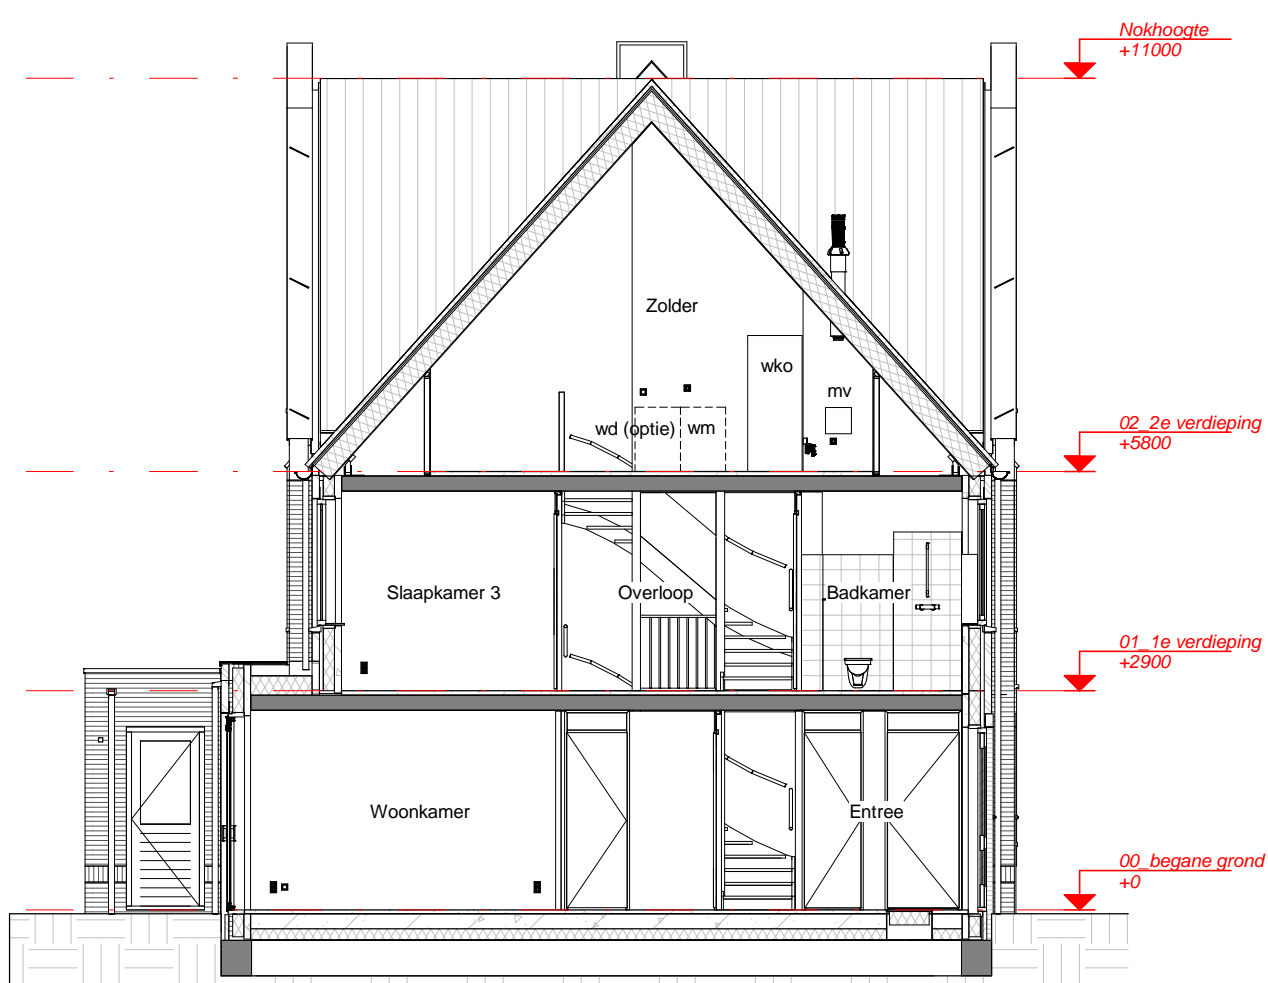 Nokhoogte
+11000
Zolder
wko
mv
wd (optie) wm
02_2e verdieping
+5800
Slaapkamer 3 Overloop Badkamer
01_1e verdieping
+2900
Woonkamer Entree
00_begane grond
+0